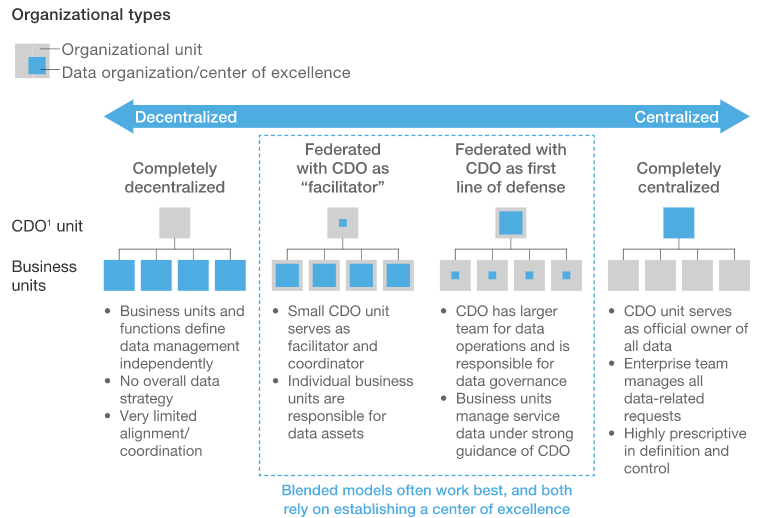 Organizational types
Organizational unit
Data organization/center of excellence
Decentralized
Centralized
Completely
decentralized
Federated
with CDO as
“facilitator”
Federated with
CDO as first
line of defense
Completely
centralized
CDO¹ unit
Business
units
• Business units and
functions define
data management
independently
• No overall data
strategy
• Very limited
alignment/
coordination
• Small CDO unit
serves as
facilitator and
coordinator
• Individual business
units are
responsible for
data assets
• CDO has larger
team for data
operations and is
responsible for
data governance
• Business units
manage service
data under strong
guidance of CDO
• CDO unit serves
as official owner of
all data
• Enterprise team
manages all
data-related
requests
• Highly prescriptive
in definition and
control
Blended models often work best, and both
rely on establishing a center of excellence